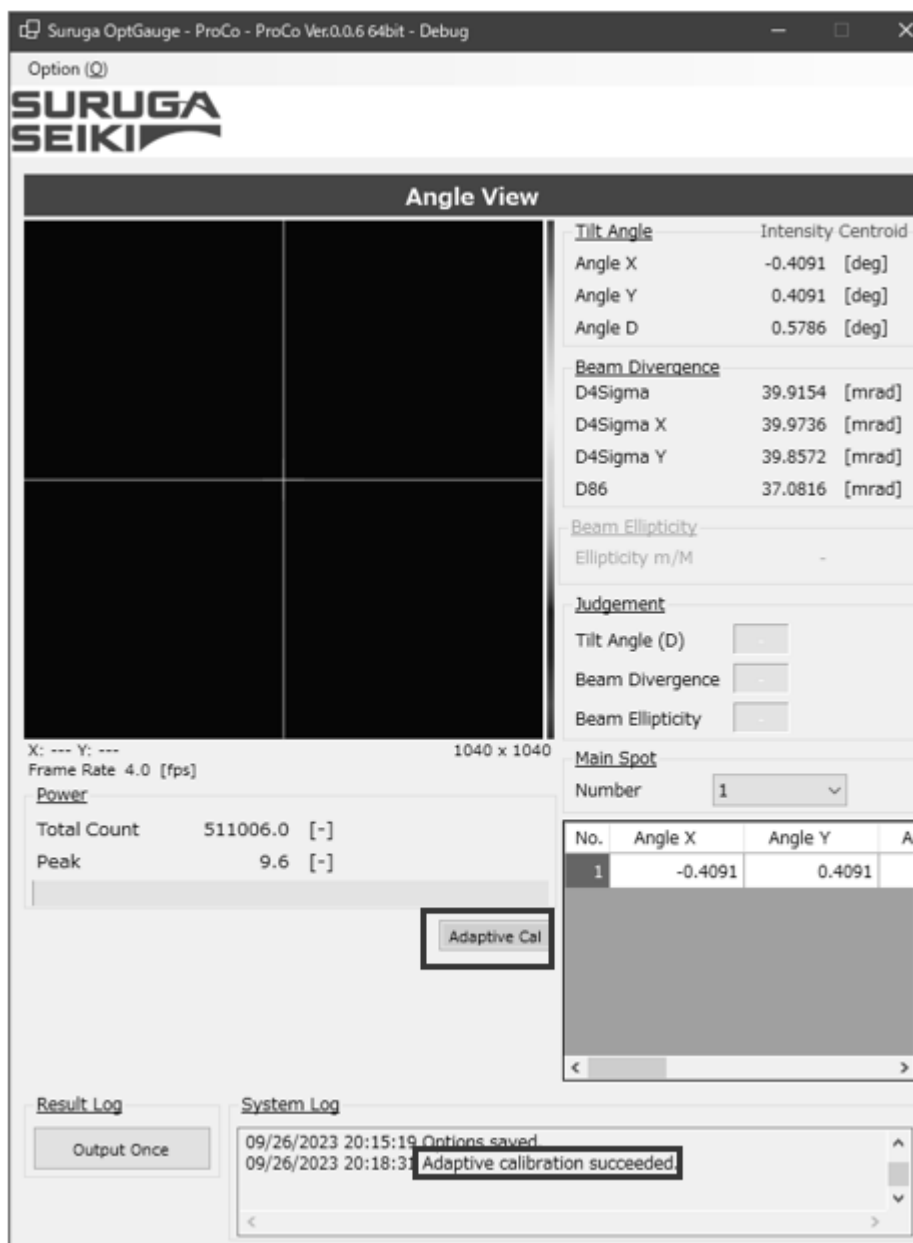 Suruga OptGauge - ProCo - ProCo Ver.0.0.6 64bit - Debug
Option (O)
SURUGA
SEIKI
Angle View
Tilt Angle Intensity Centroid
Angle X -0.4091 [deg]
Angle Y 0.4091 [deg]
Angle D 0.5786 [deg]
Beam Divergence
D4Sigma 39.9154 [mrad]
D4Sigma X 39.9736 [mrad]
D4Sigma Y 39.8572 [mrad]
D86 37.0816 [mrad]
Beam Ellipticity
Ellipticity m/M -
Judgement
Tilt Angle (D) -
Beam Divergence -
Beam Ellipticity -
X: --- Y: --- 1040 x 1040
Frame Rate 4.0 [fps]
Main Spot
Number 1
Power
Total Count 511006.0 [-]
Peak 9.6 [-]
No. Angle X Angle Y A
1 -0.4091 0.4091
Adaptive Cal
Result Log
Output Once
System Log
09/26/2023 20:15:19 Options saved.
09/26/2023 20:18:31 Adaptive calibration succeeded.